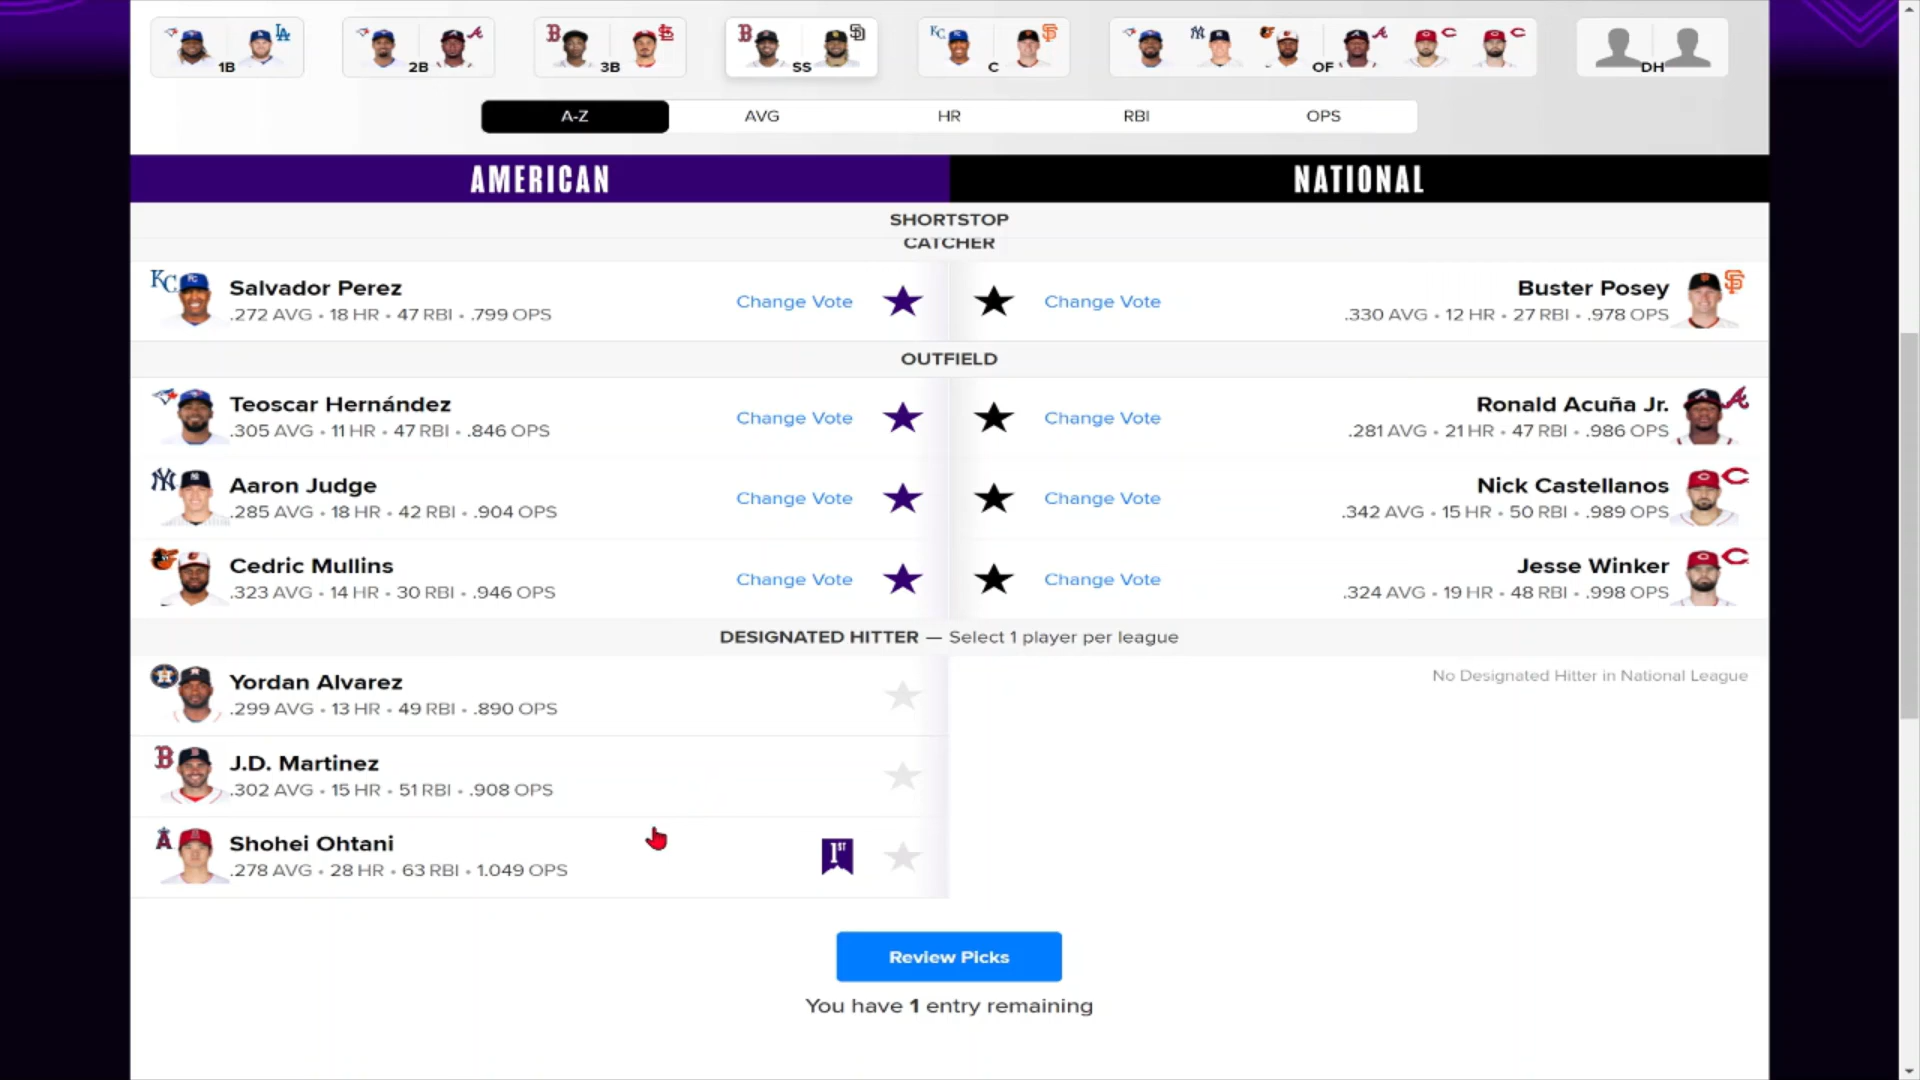 1B
2B
3B
SS
C
OF
DH
A-Z AVG HR RBI OPS
AMERICAN NATIONAL
SHORTSTOP
CATCHER
Salvador Perez
.272 AVG • 18 HR • 47 RBI • .799 OPS
Change Vote
Change Vote
Buster Posey
.330 AVG • 12 HR • 27 RBI • .978 OPS
OUTFIELD
Teoscar Hernández
.305 AVG • 11 HR • 47 RBI • .846 OPS
Change Vote
Change Vote
Ronald Acuña Jr.
.281 AVG • 21 HR • 47 RBI • .986 OPS
Aaron Judge
.285 AVG • 18 HR • 42 RBI • .904 OPS
Change Vote
Change Vote
Nick Castellanos
.342 AVG • 15 HR • 50 RBI • .989 OPS
Cedric Mullins
.323 AVG • 14 HR • 30 RBI • .946 OPS
Change Vote
Change Vote
Jesse Winker
.324 AVG • 19 HR • 48 RBI • .998 OPS
DESIGNATED HITTER — Select 1 player per league
Yordan Alvarez
.299 AVG • 13 HR • 49 RBI • .890 OPS
No Designated Hitter in National League
J.D. Martinez
.302 AVG • 15 HR • 51 RBI • .908 OPS
Shohei Ohtani
.278 AVG • 28 HR • 63 RBI • 1.049 OPS
1ST
Review Picks
You have 1 entry remaining